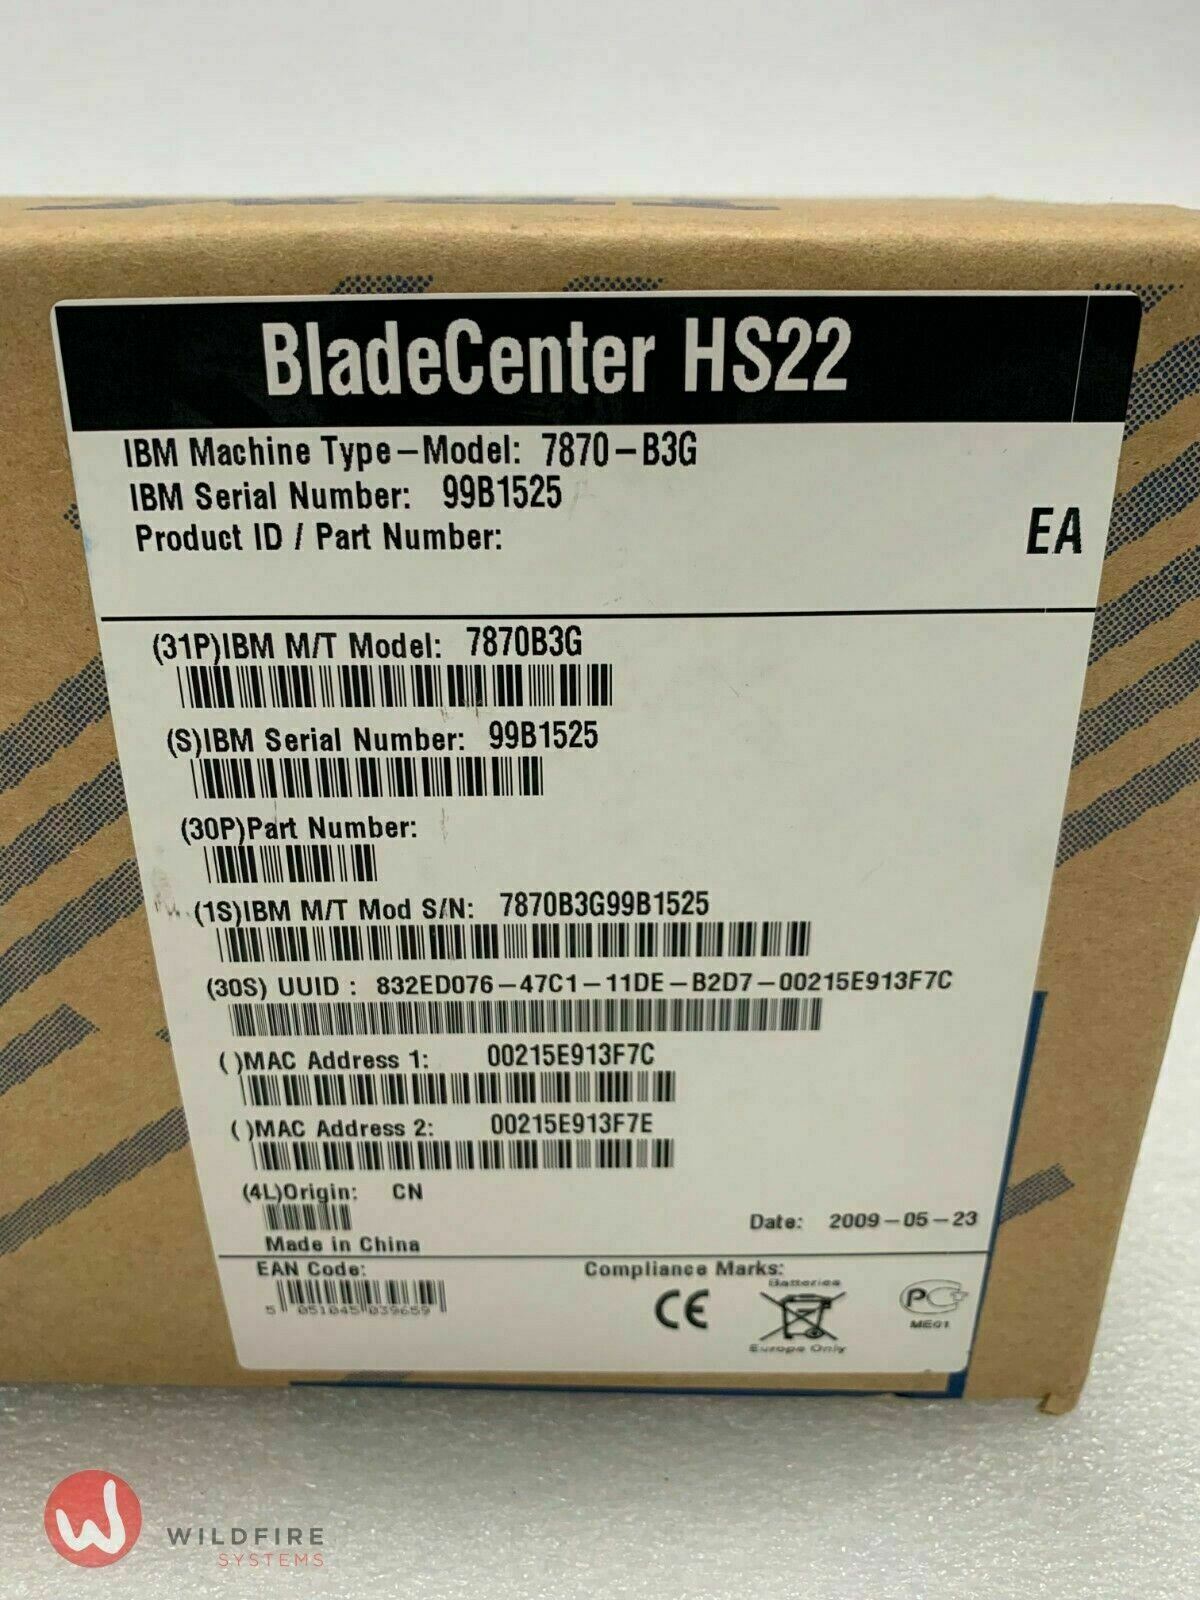 BladeCenter HS22
IBM Machine Type-Model: 7870-B3G
IBM Serial Number: 99B1525
Product ID / Part Number:
EA
(31P)IBM M/T Model: 7870B3G
(S)IBM Serial Number: 99B1525
(30P)Part Number:
(1S)IBM M/T Mod S/N: 7870B3G99B1525
(30S) UUID : 832ED076-47C1-11DE-B2D7-00215E913F7C
( )MAC Address 1: 00215E913F7C
( )MAC Address 2: 00215E913F7E
(4L)Origin: CN
Date: 2009-05-23
Made in China
EAN Code:
Compliance Marks:
5 051045 039659
CE
Batteries
Europe Only
PC
ME01
W
WILDFIRE
SYSTEMS